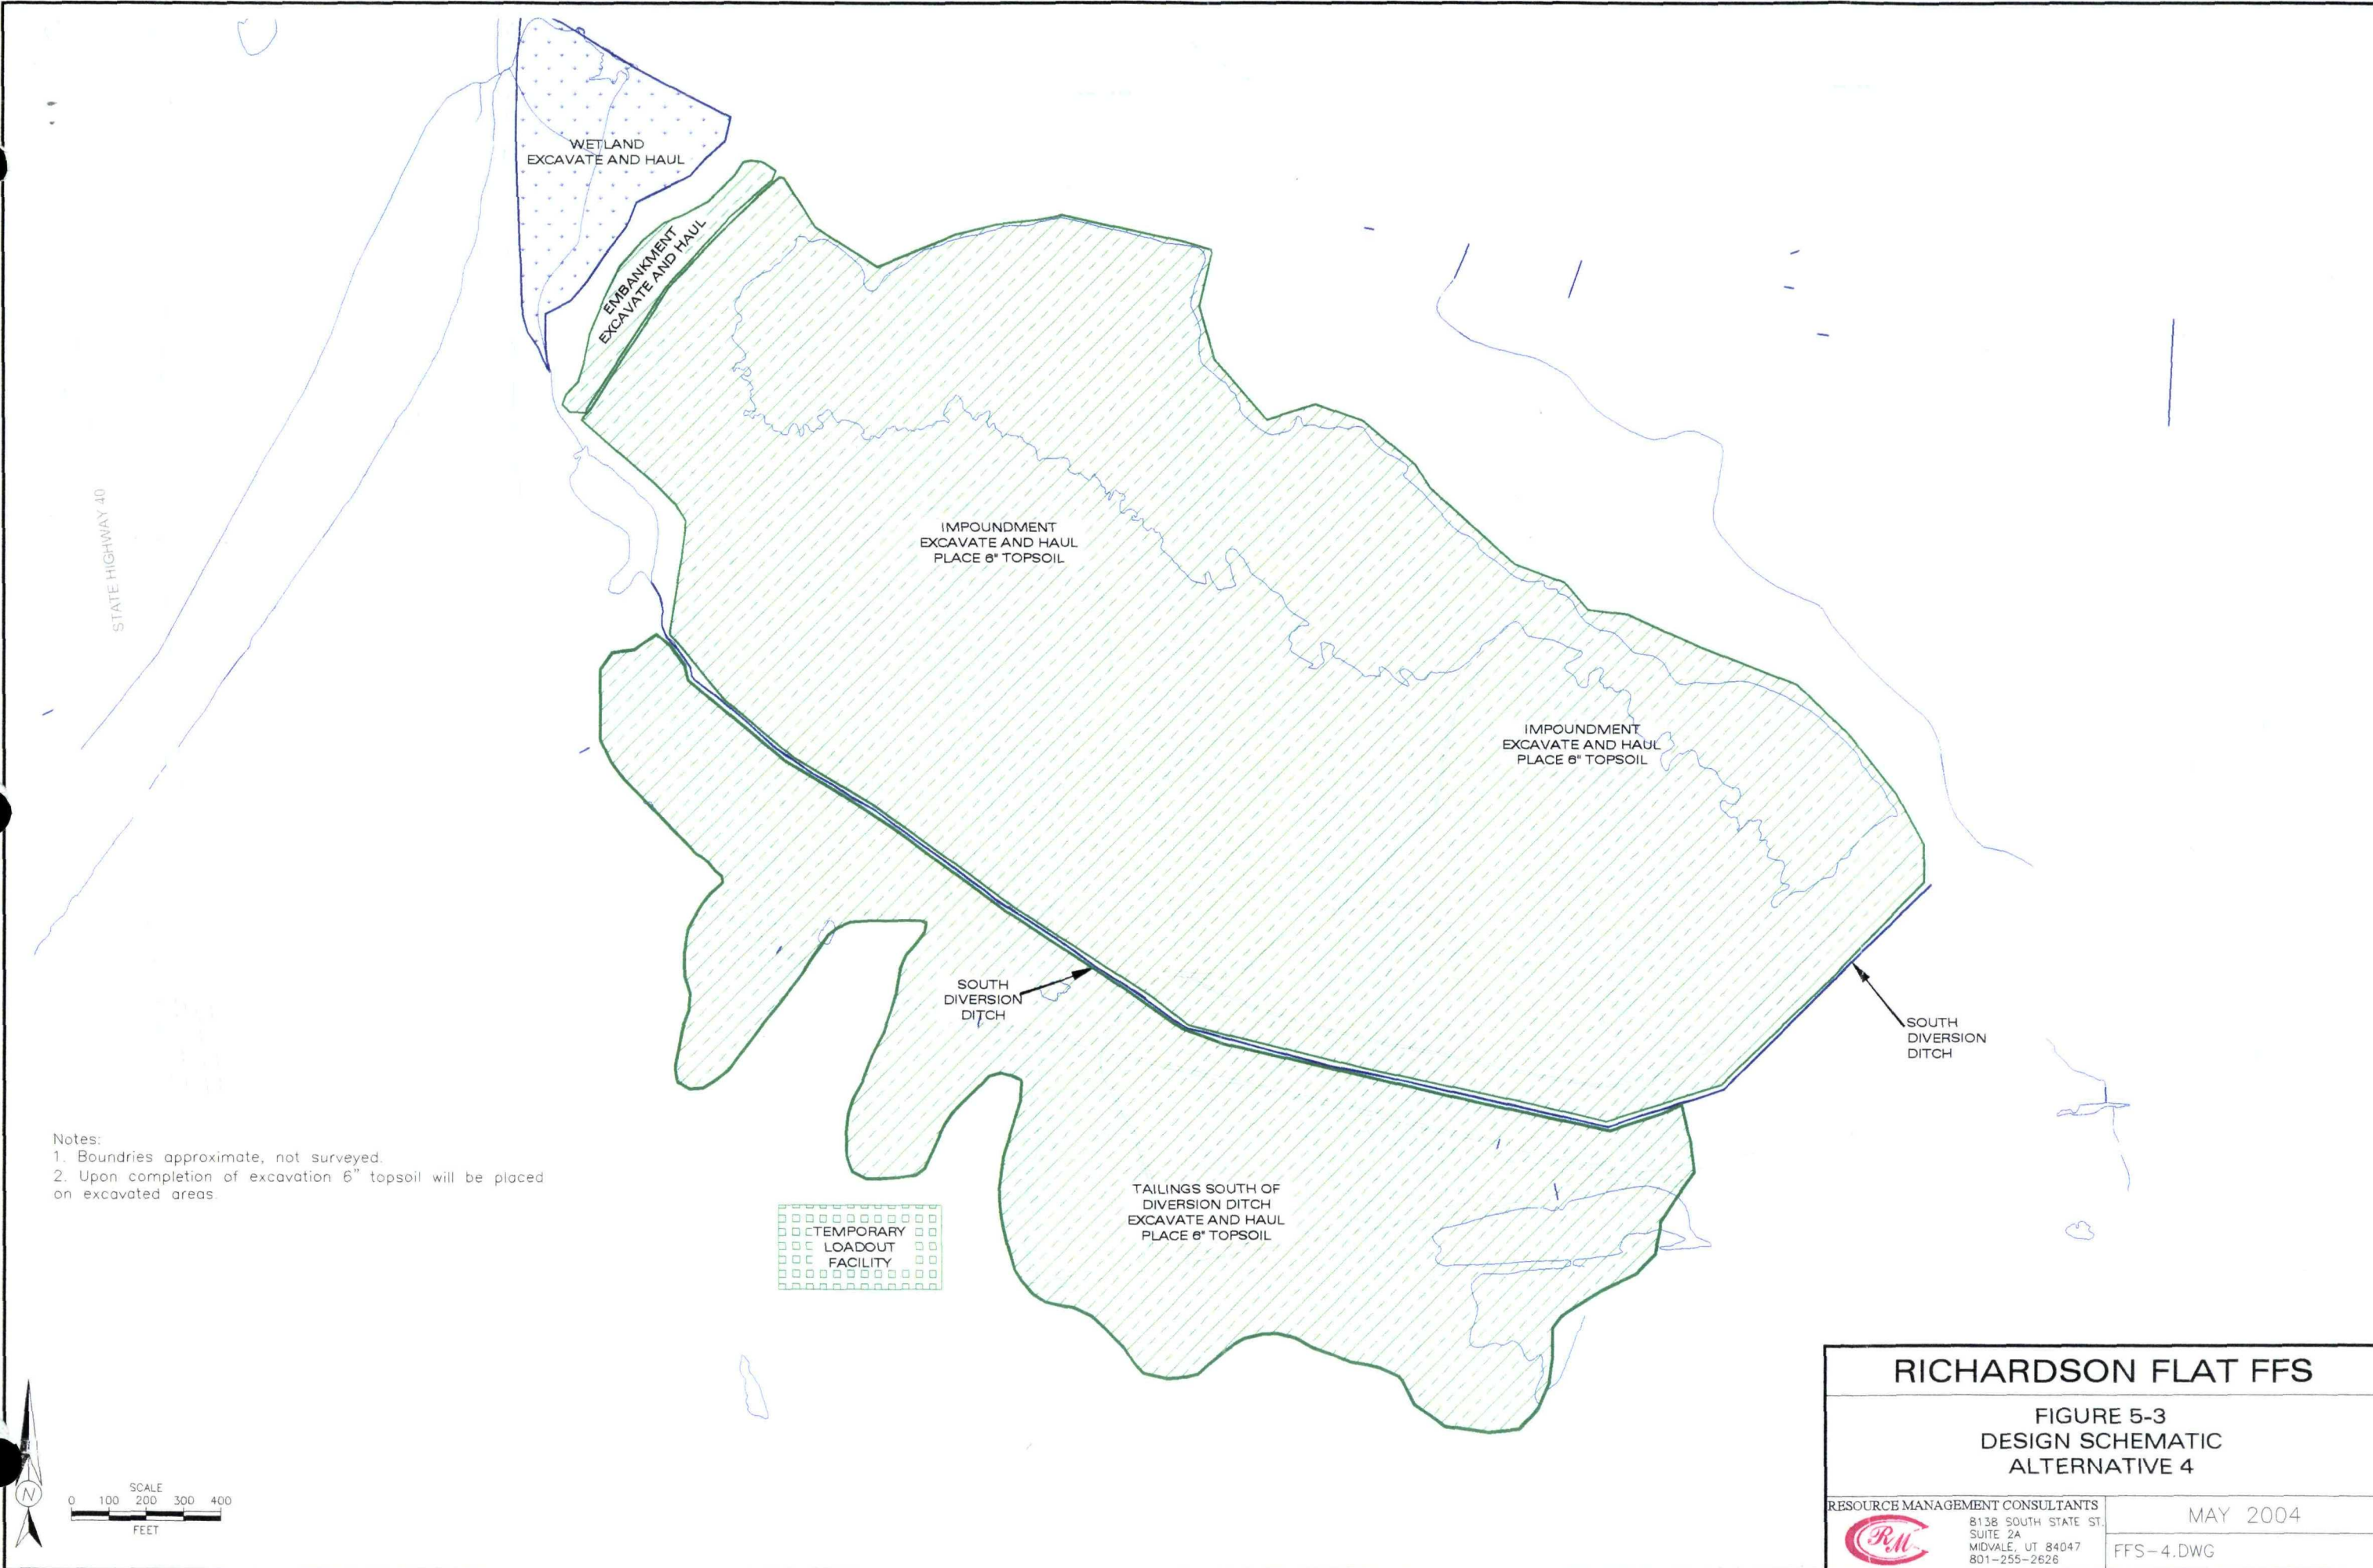 WETLAND
EXCAVATE AND HAUL
EMBANKMENT
EXCAVATE AND HAUL
STATE HIGHWAY 40
IMPOUNDMENT
EXCAVATE AND HAUL
PLACE 6" TOPSOIL
IMPOUNDMENT
EXCAVATE AND HAUL
PLACE 6" TOPSOIL
SOUTH
DIVERSION
DITCH
SOUTH
DIVERSION
DITCH
Notes:
1. Boundries approximate, not surveyed.
2. Upon completion of excavation 6" topsoil will be placed
on excavated areas
TAILINGS SOUTH OF
DIVERSION DITCH
EXCAVATE AND HAUL
PLACE 6" TOPSOIL
TEMPORARY
LOADOUT
FACILITY
N
SCALE
0 100 200 300 400
FEET
RICHARDSON FLAT FFS
FIGURE 5-3
DESIGN SCHEMATIC
ALTERNATIVE 4
RESOURCE MANAGEMENT CONSULTANTS
RMC
8138 SOUTH STATE ST.
SUITE 2A
MIDVALE, UT 84047
801-255-2626
MAY 2004
FFS-4.DWG